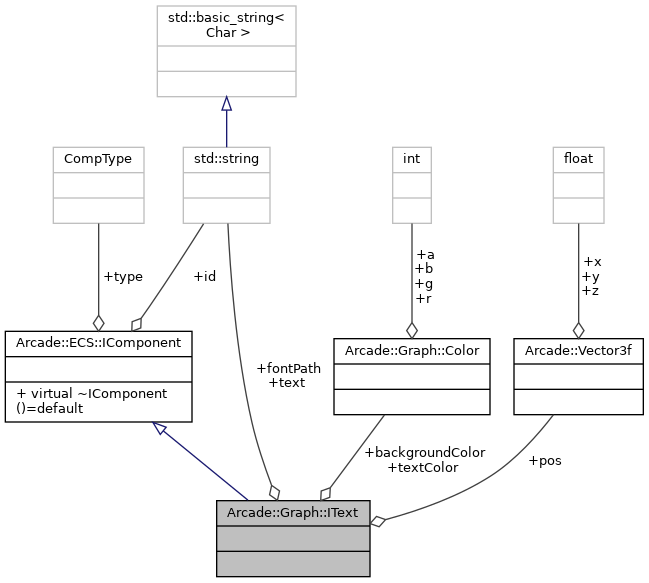 std::basic_string<
Char >
CompType
std::string
int
float
+type
+id
+a
+b
+g
+r
+x
+y
+z
Arcade::ECS::IComponent
+ virtual ~IComponent
()=default
Arcade::Graph::Color
Arcade::Vector3f
+fontPath
+text
+backgroundColor
+textColor
+pos
Arcade::Graph::IText